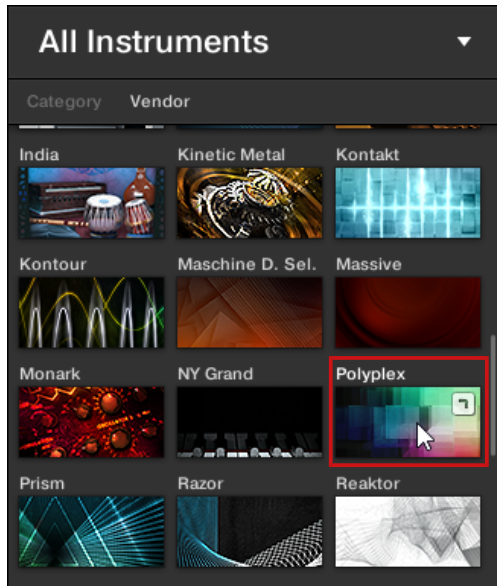 All Instruments
Category Vendor
India Kinetic Metal Kontakt
Kontour Maschine D. Sel. Massive
Monark NY Grand Polyplex
Prism Razor Reaktor